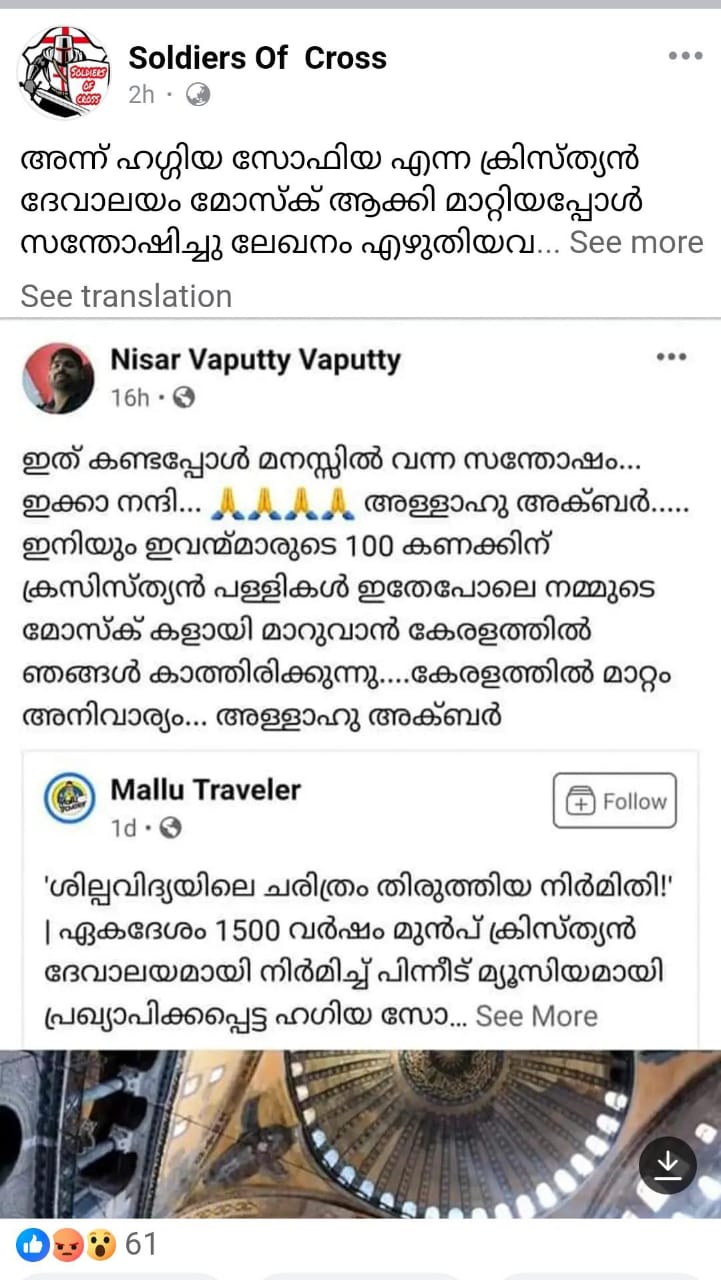 SOLDIERS
OF
CROSS
Soldiers Of Cross
2h ·
അന്ന് ഹഗ്ഗിയ സോഫിയ എന്ന ക്രിസ്ത്യൻ
ദേവാലയം മോസ്ക് ആക്കി മാറ്റിയപ്പോൾ
സന്തോഷിച്ചു ലേഖനം എഴുതിയവ... See more
See translation
Nisar Vaputty Vaputty
16h ·
ഇത് കണ്ടപ്പോൾ മനസ്സിൽ വന്ന സന്തോഷം...
ഇക്കാ നന്ദി... 🙏🙏🙏🙏 അള്ളാഹു അക്ബർ.....
ഇനിയും ഇവന്മ്മാരുടെ 100 കണക്കിന്
ക്രസിസ്ത്യൻ പള്ളികൾ ഇതേപോലെ നമ്മുടെ
മോസ്ക് കളായി മാറുവാൻ കേരളത്തിൽ
ഞങ്ങൾ കാത്തിരിക്കുന്നു....കേരളത്തിൽ മാറ്റം
അനിവാര്യം... അള്ളാഹു അക്ബർ
Mallu Traveler
1d ·
Follow
'ശില്പവിദ്യയിലെ ചരിത്രം തിരുത്തിയ നിർമിതി!'
| ഏകദേശം 1500 വർഷം മുൻപ് ക്രിസ്ത്യൻ
ദേവാലയമായി നിർമിച്ച് പിന്നീട് മ്യൂസിയമായി
പ്രഖ്യാപിക്കപ്പെട്ട ഹഗിയ സോ... See More
61